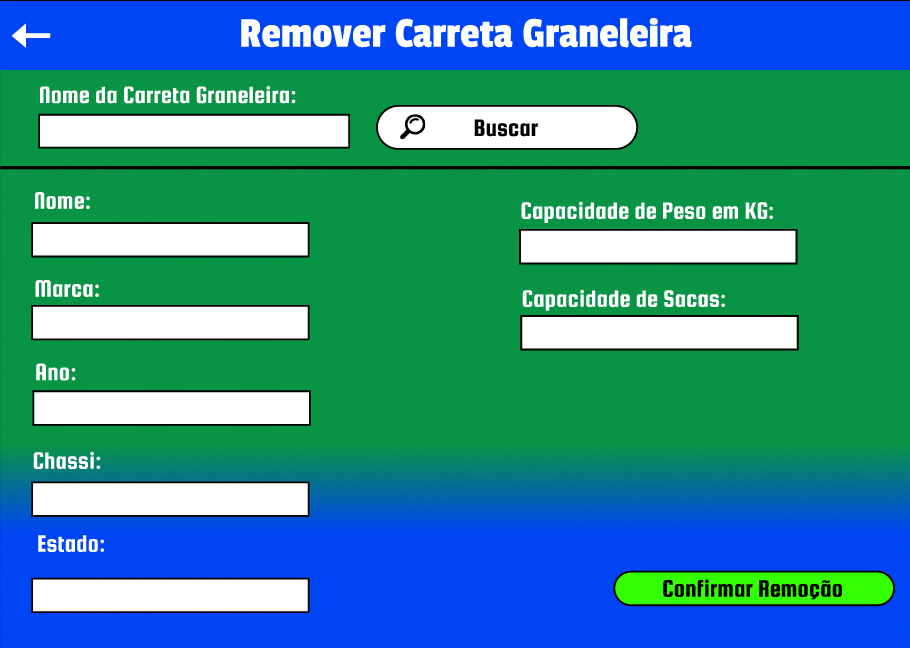 Remover Carreta Graneleira
Nome da Carreta Graneleira:
Buscar
Nome:
Marca:
Ano:
Chassi:
Estado:
Capacidade de Peso em KG:
Capacidade de Sacas:
Confirmar Remoção